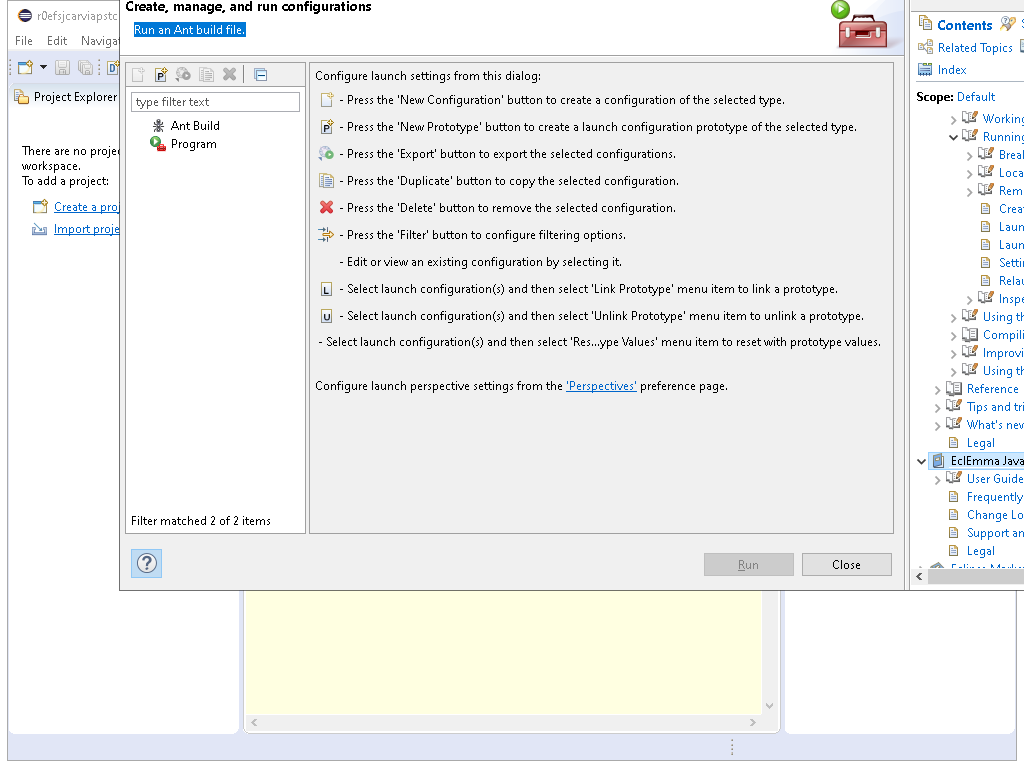 r0efsjcarviapstc
File Edit Navigat
Project Explorer
There are no projec
workspace.
To add a project:
Create a proj
Import proje
Create, manage, and run configurations
Run an Ant build file.
type filter text
Ant Build
Program
Filter matched 2 of 2 items
Configure launch settings from this dialog:
- Press the 'New Configuration' button to create a configuration of the selected type.
- Press the 'New Prototype' button to create a launch configuration prototype of the selected type.
- Press the 'Export' button to export the selected configurations.
- Press the 'Duplicate' button to copy the selected configuration.
- Press the 'Delete' button to remove the selected configuration.
- Press the 'Filter' button to configure filtering options.
- Edit or view an existing configuration by selecting it.
L - Select launch configuration(s) and then select 'Link Prototype' menu item to link a prototype.
U - Select launch configuration(s) and then select 'Unlink Prototype' menu item to unlink a prototype.
- Select launch configuration(s) and then select 'Res...ype Values' menu item to reset with prototype values.
Configure launch perspective settings from the 'Perspectives' preference page.
Run Close
Contents
Related Topics
Index
Scope: Default
Working
Running
Break
Loca
Rem
Creat
Laun
Laun
Settin
Relau
Inspe
Using th
Compili
Improvi
Using th
Reference
Tips and tri
What's new
Legal
EclEmma Java
User Guide
Frequently
Change Lo
Support an
Legal